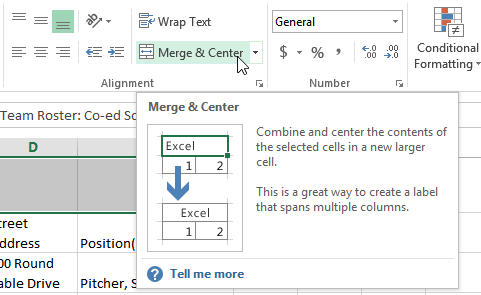 Wrap Text
General
Merge & Center
$ % ,
Conditional
Formatting
Alignment
Number
Team Roster: Co-ed So
Merge & Center
D
Excel
1 2
Excel
1 2
Combine and center the contents of
the selected cells in a new larger
cell.
This is a great way to create a label
that spans multiple columns.
Tell me more
treet
ddress
Position(
00 Round
able Drive
Pitcher, S